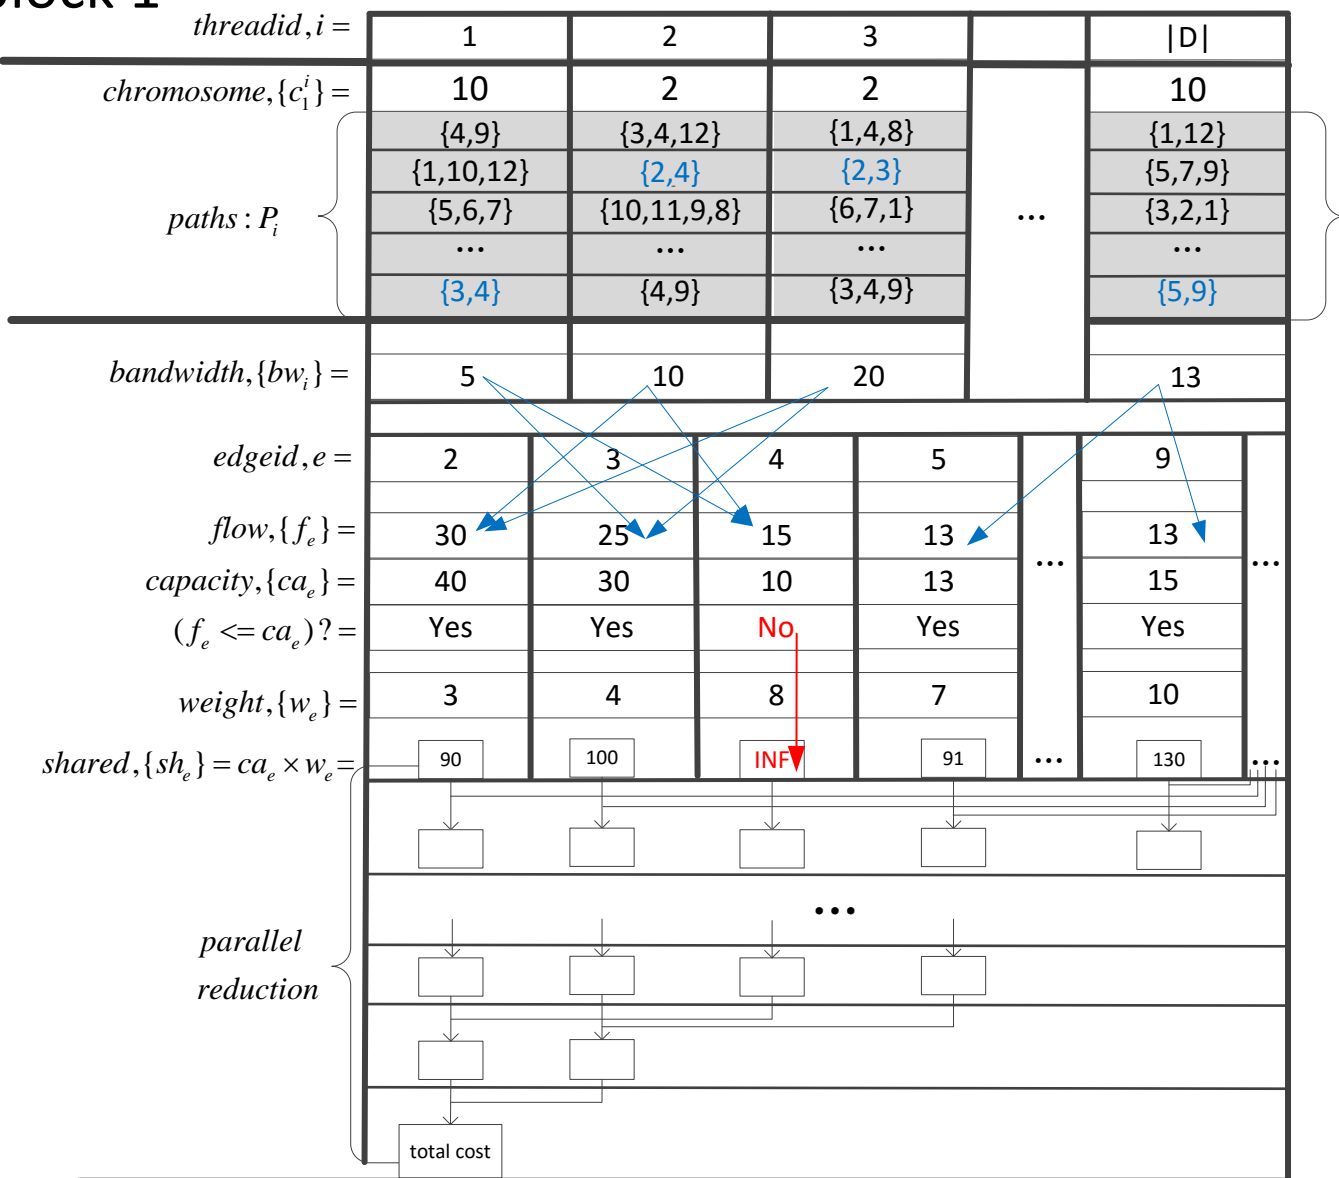 Block 1
threadid, i = 1 2 3 |D|
chromosome, {c₁ⁱ} = 10 2 2 10
{4,9} {3,4,12} {1,4,8} {1,12}
{1,10,12} {2,4} {2,3} {5,7,9}
paths : Pᵢ {5,6,7} {10,11,9,8} {6,7,1} ... {3,2,1}
... ... ... ...
{3,4} {4,9} {3,4,9} {5,9}
bandwidth, {bwᵢ} = 5 10 20 13
edgeid, e = 2 3 4 5 9
flow, {fₑ} = 30 25 15 13 ... 13 ...
capacity, {caₑ} = 40 30 10 13 15
(fₑ <= caₑ) ? = Yes Yes No Yes Yes
weight, {wₑ} = 3 4 8 7 10
shared, {shₑ} = caₑ × wₑ = 90 100 INF 91 ... 130 ...
...
parallel
reduction
total cost